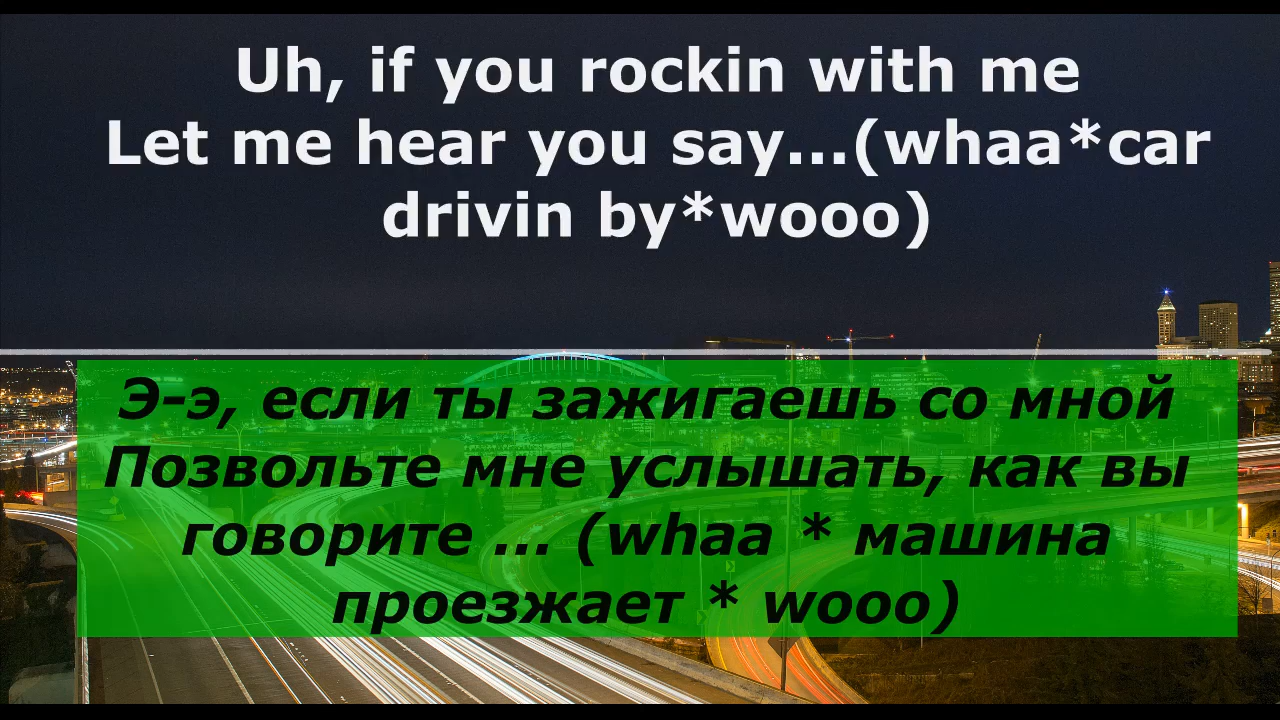 Uh, if you rockin with me
Let me hear you say...(whaa*car
drivin by*wooo)
Э-э, если ты зажигаешь со мной
Позвольте мне услышать, как вы
говорите ... (whaa * машина
проезжает * wooo)